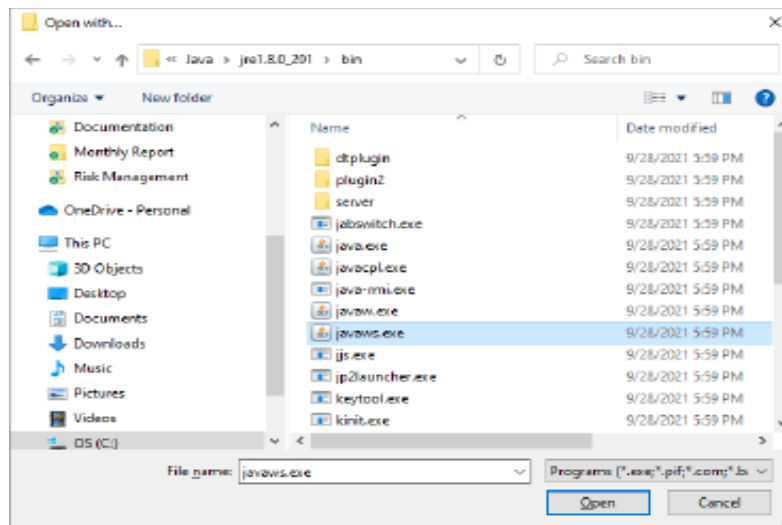 Open with...
« Java › jre1.8.0_201 › bin
Search bin
Organize
New folder
Documentation
Monthly Report
Risk Management
OneDrive - Personal
This PC
3D Objects
Desktop
Documents
Downloads
Music
Pictures
Videos
OS (C:)
Name Date modified
dtplugin 9/28/2021 5:59 PM
plugin2 9/28/2021 5:59 PM
server 9/28/2021 5:59 PM
jabswitch.exe 9/28/2021 5:59 PM
java.exe 9/28/2021 5:59 PM
javacpl.exe 9/28/2021 5:59 PM
java-rmi.exe 9/28/2021 5:59 PM
javaw.exe 9/28/2021 5:59 PM
javaws.exe 9/28/2021 5:59 PM
jjs.exe 9/28/2021 5:59 PM
jp2launcher.exe 9/28/2021 5:59 PM
keytool.exe 9/28/2021 5:59 PM
kinit.exe 9/28/2021 5:59 PM
File name: javaws.exe
Programs (*.exe;*.pif;*.com;*.ba
Open Cancel